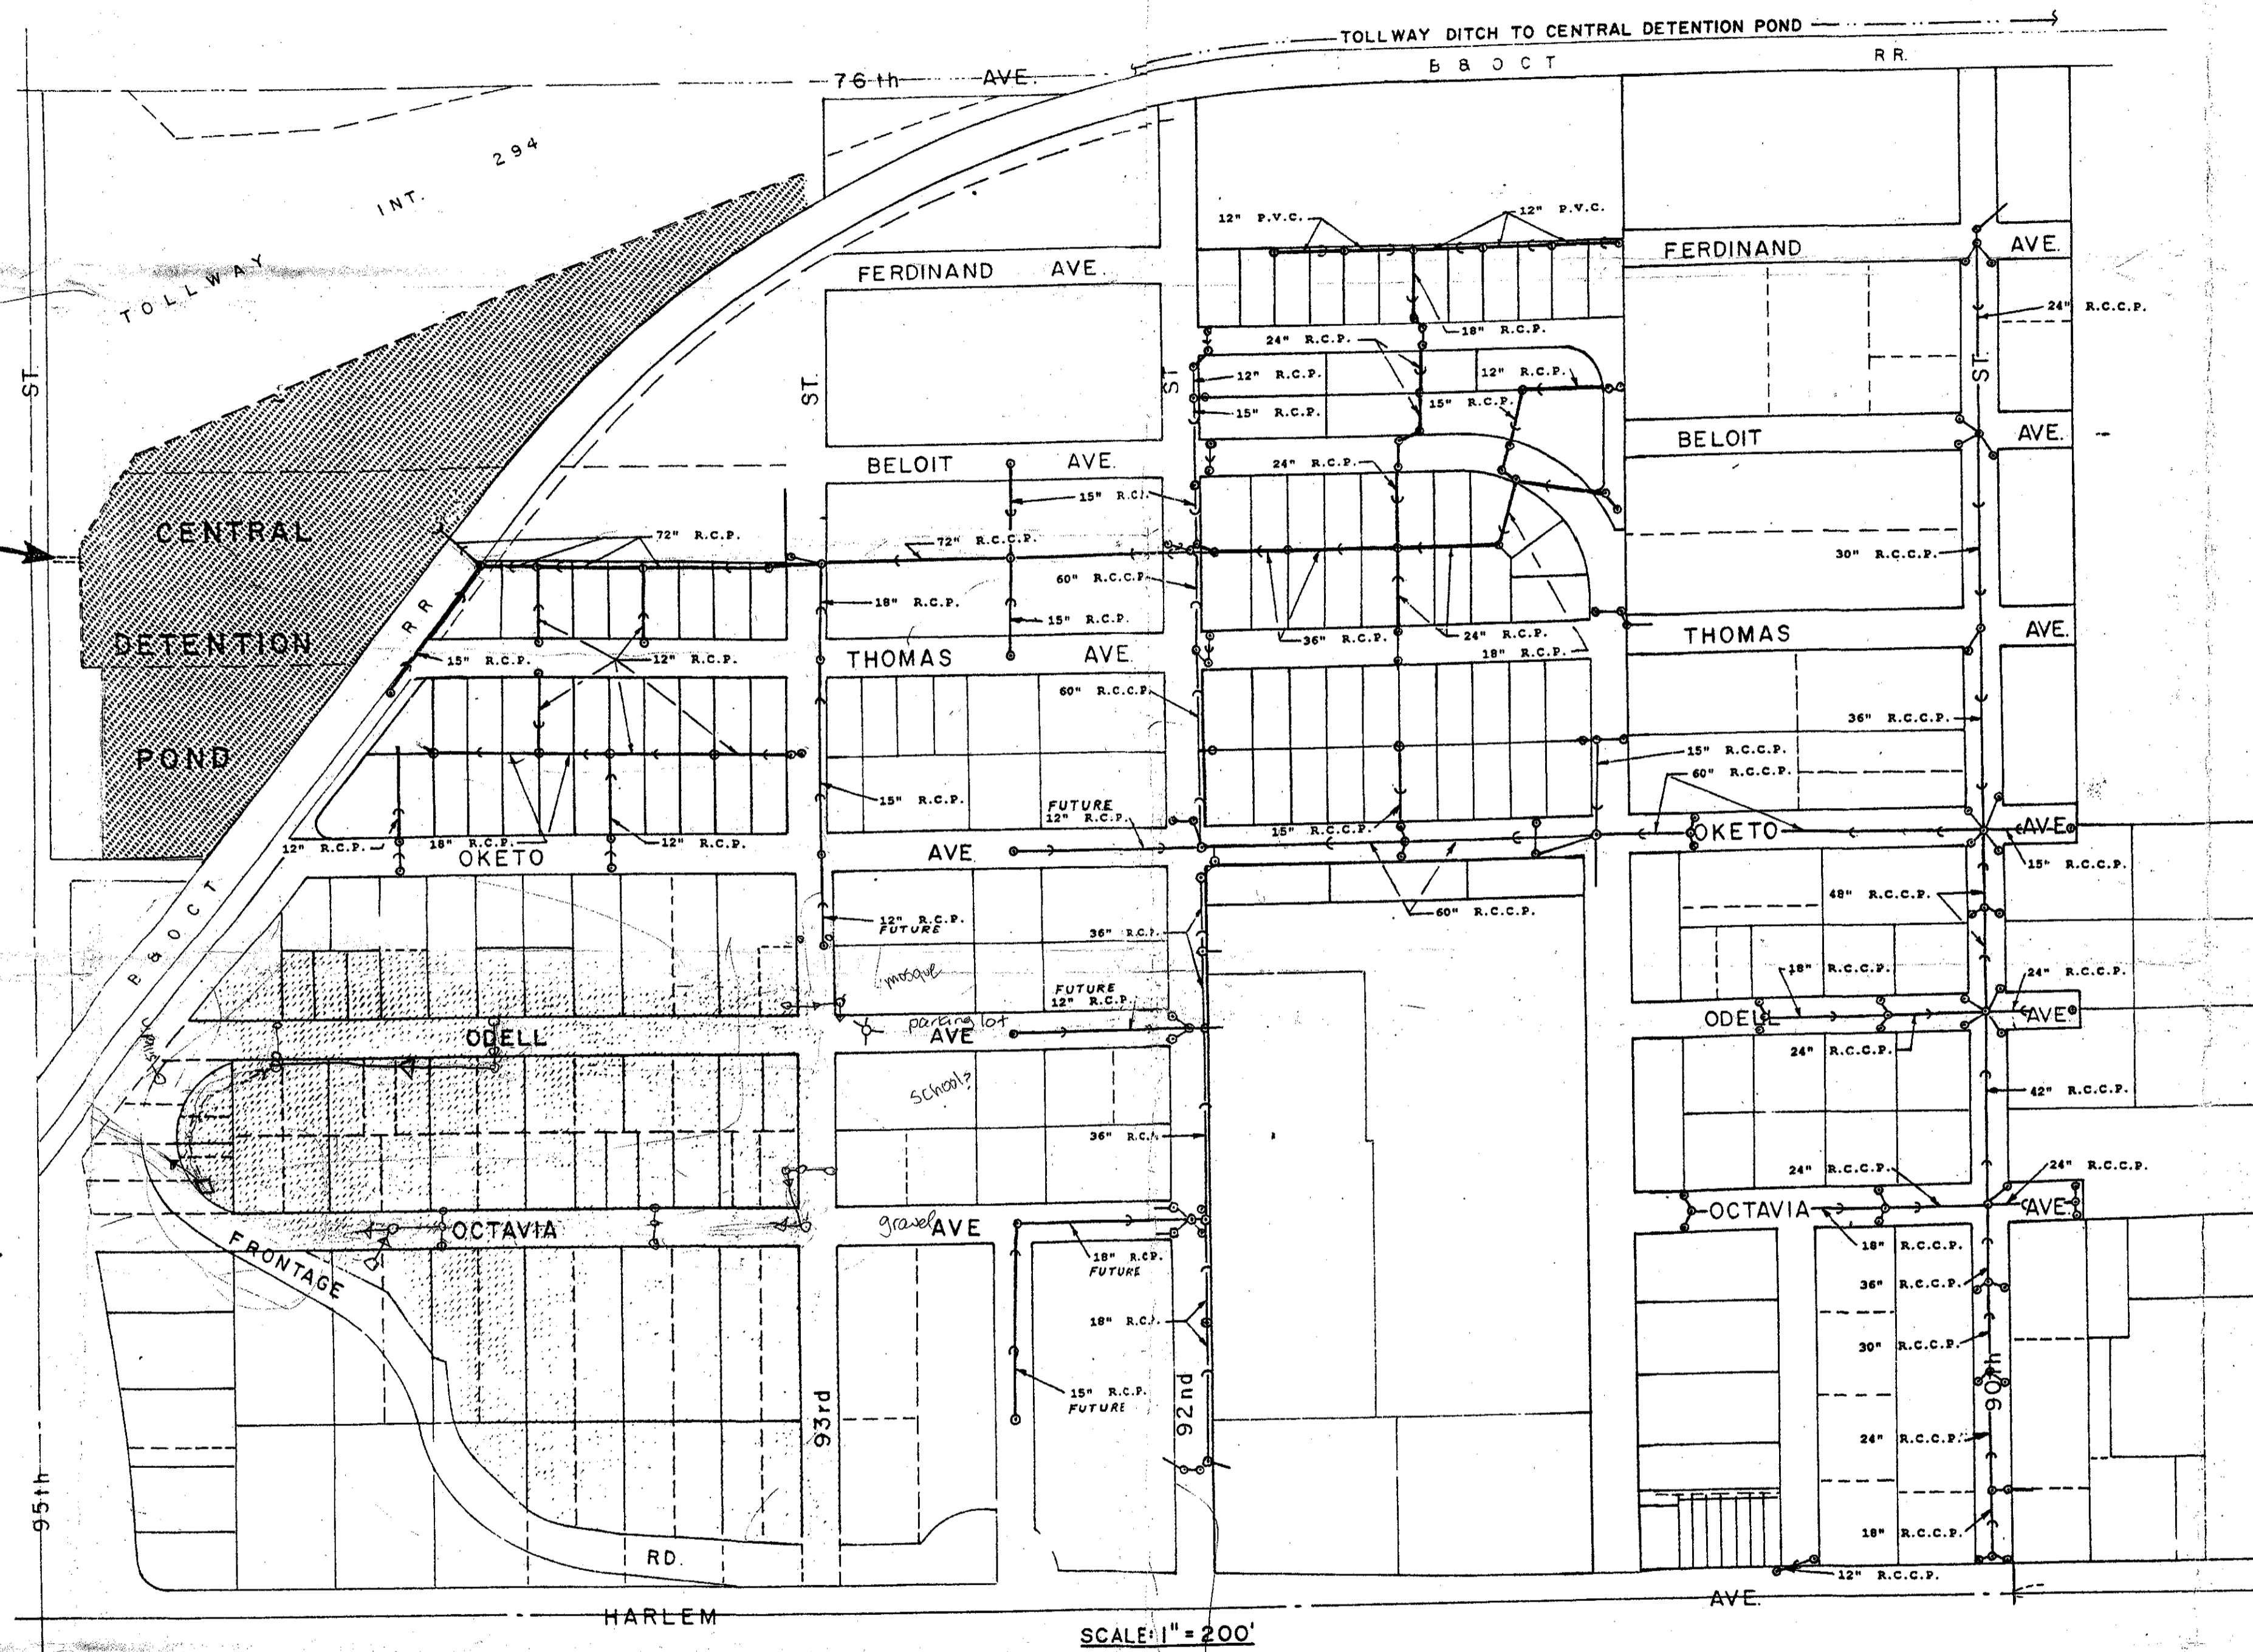 TOLLWAY DITCH TO CENTRAL DETENTION POND
76th AVE.
B & O C T R R.
INT. 294
TOLLWAY
12" P.V.C.
12" P.V.C.
FERDINAND AVE.
FERDINAND AVE.
24" R.C.C.P.
18" R.C.P.
24" R.C.P.
12" R.C.P.
12" R.C.P.
ST.
ST.
ST
ST.
15" R.C.P.
15" R.C.P.
BELOIT AVE.
BELOIT AVE.
24" R.C.P.
15" R.C.
CENTRAL
DETENTION
POND
72" R.C.P.
72" R.C.C.P.
30" R.C.C.P.
60" R.C.C.P.
18" R.C.P.
15" R.C.P.
R R
36" R.C.P.
24" R.C.P.
18" R.C.P.
THOMAS AVE.
THOMAS AVE.
15" R.C.P.
12" R.C.P.
60" R.C.C.P.
36" R.C.C.P.
15" R.C.C.P.
60" R.C.C.P.
15" R.C.P.
FUTURE
12" R.C.P.
15" R.C.P.
12" R.C.P.
18" R.C.P.
12" R.C.P.
OKETO AVE.
OKETO AVE.
15" R.C.C.P.
B & O C T
12" R.C.P.
FUTURE
36" R.C.P.
60" R.C.C.P.
48" R.C.C.P.
mosque
18" R.C.C.P.
24" R.C.C.P.
FUTURE
12" R.C.P.
parking lot
ODELL AVE
ODELL AVE.
24" R.C.C.P.
school?
42" R.C.C.P.
36" R.C.
24" R.C.C.P.
24" R.C.C.P.
gravel
OCTAVIA AVE
OCTAVIA AVE.
FRONTAGE
18" R.C.P.
FUTURE
18" R.C.C.P.
36" R.C.C.P.
18" R.C.
30" R.C.C.P.
15" R.C.P.
FUTURE
93rd
92nd
90th
24" R.C.C.P.
95th
18" R.C.C.P.
RD.
12" R.C.C.P.
HARLEM AVE.
SCALE: 1" = 200'